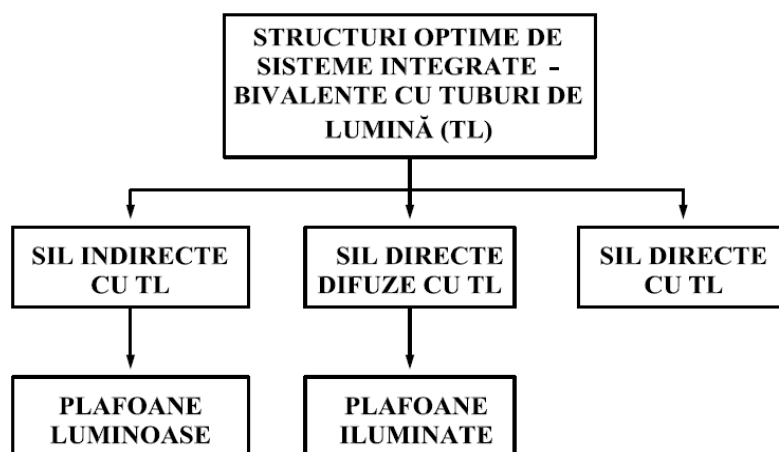 STRUCTURI OPTIME DE
SISTEME INTEGRATE -
BIVALENTE CU TUBURI DE
LUMINĂ (TL)
SIL INDIRECTE
CU TL
SIL DIRECTE
DIFUZE CU TL
SIL DIRECTE
CU TL
PLAFOANE
LUMINOASE
PLAFOANE
ILUMINATE